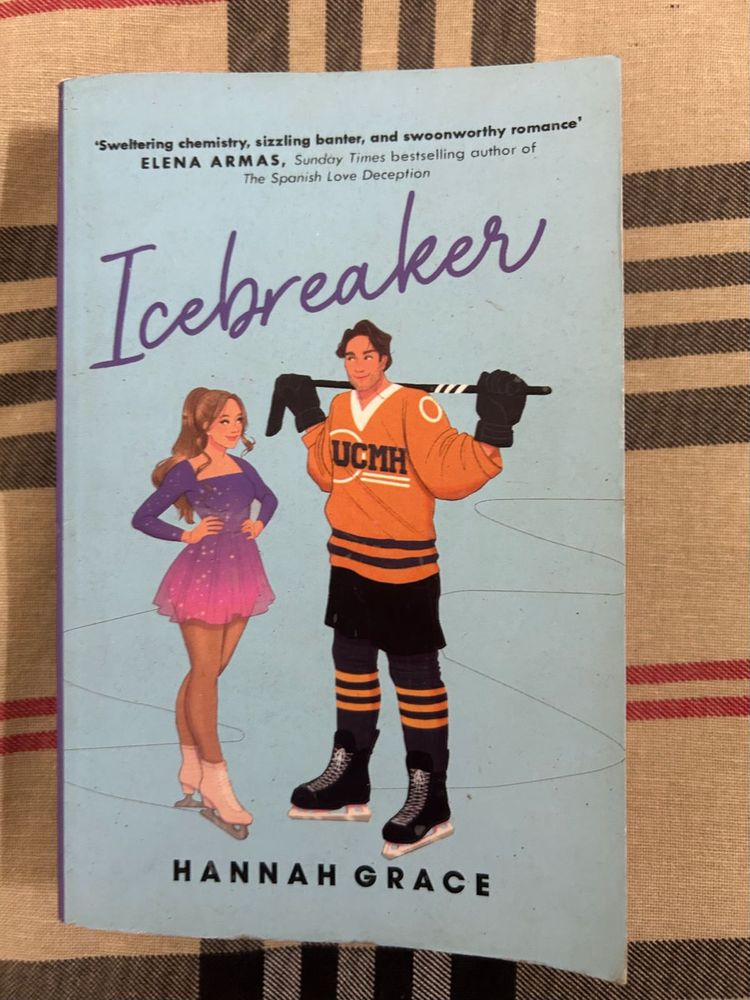 ‘Sweltering chemistry, sizzling banter, and swoonworthy romance’
ELENA ARMAS, Sunday Times bestselling author of
The Spanish Love Deception
Icebreaker
UCMH
HANNAH GRACE